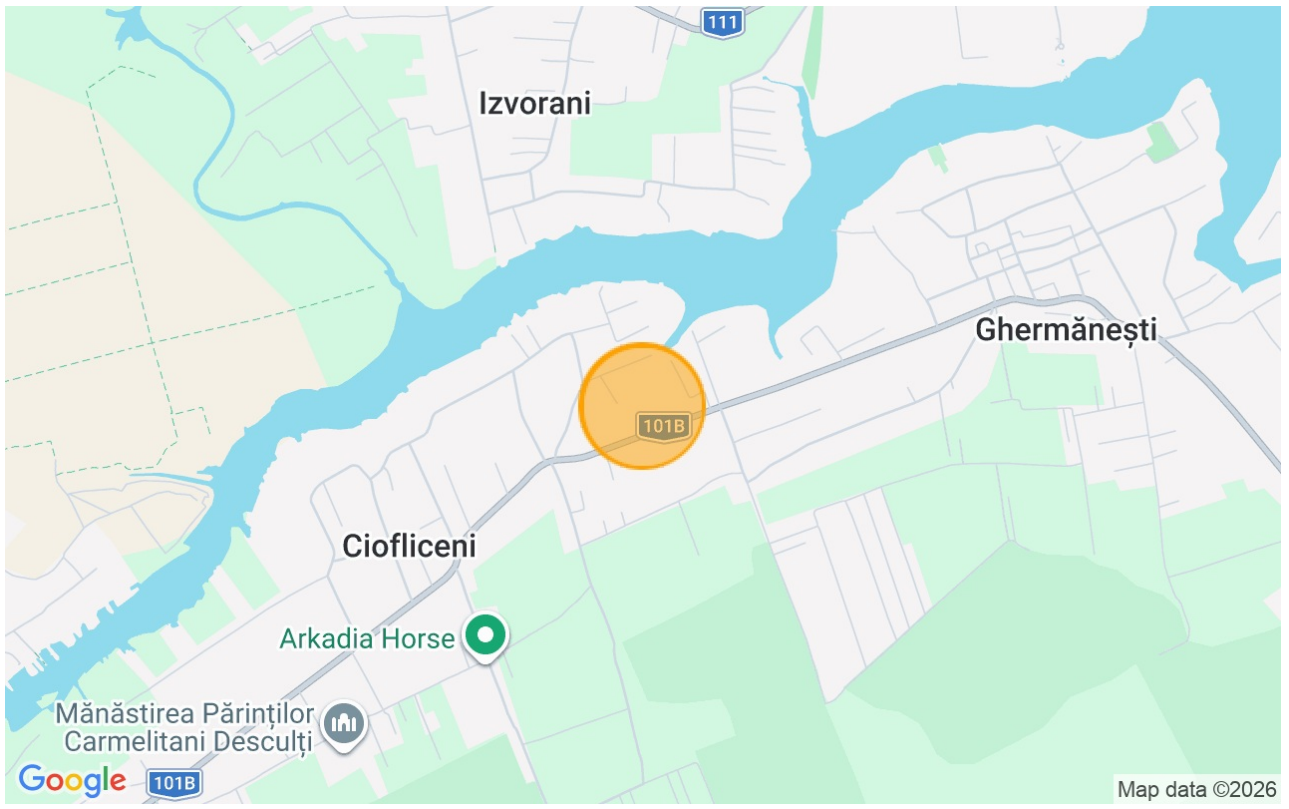 111
Izvorani
Ghermănești
101B
Ciofliceni
Arkadia Horse
Mănăstirea Părinților
Carmelitani Desculți
Google
101B
Map data ©2026